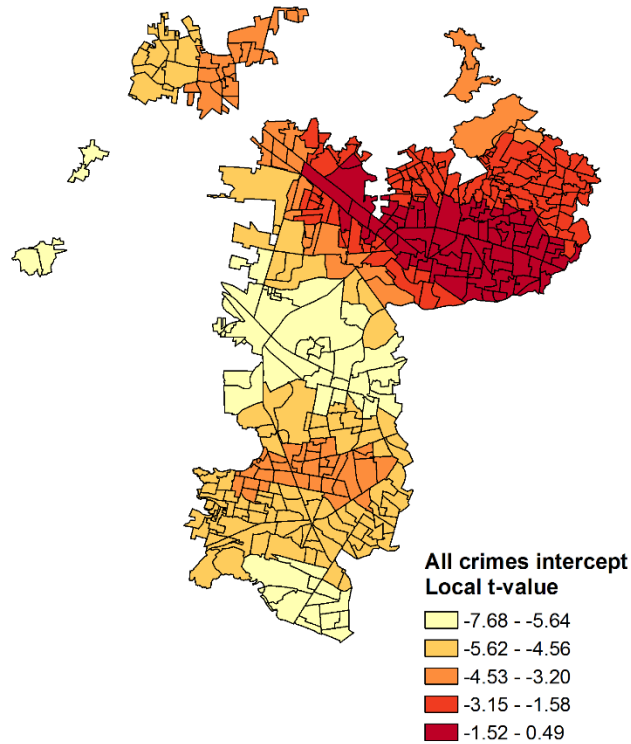 All crimes intercept
Local t-value
-7.68 - -5.64
-5.62 - -4.56
-4.53 - -3.20
-3.15 - -1.58
-1.52 - 0.49